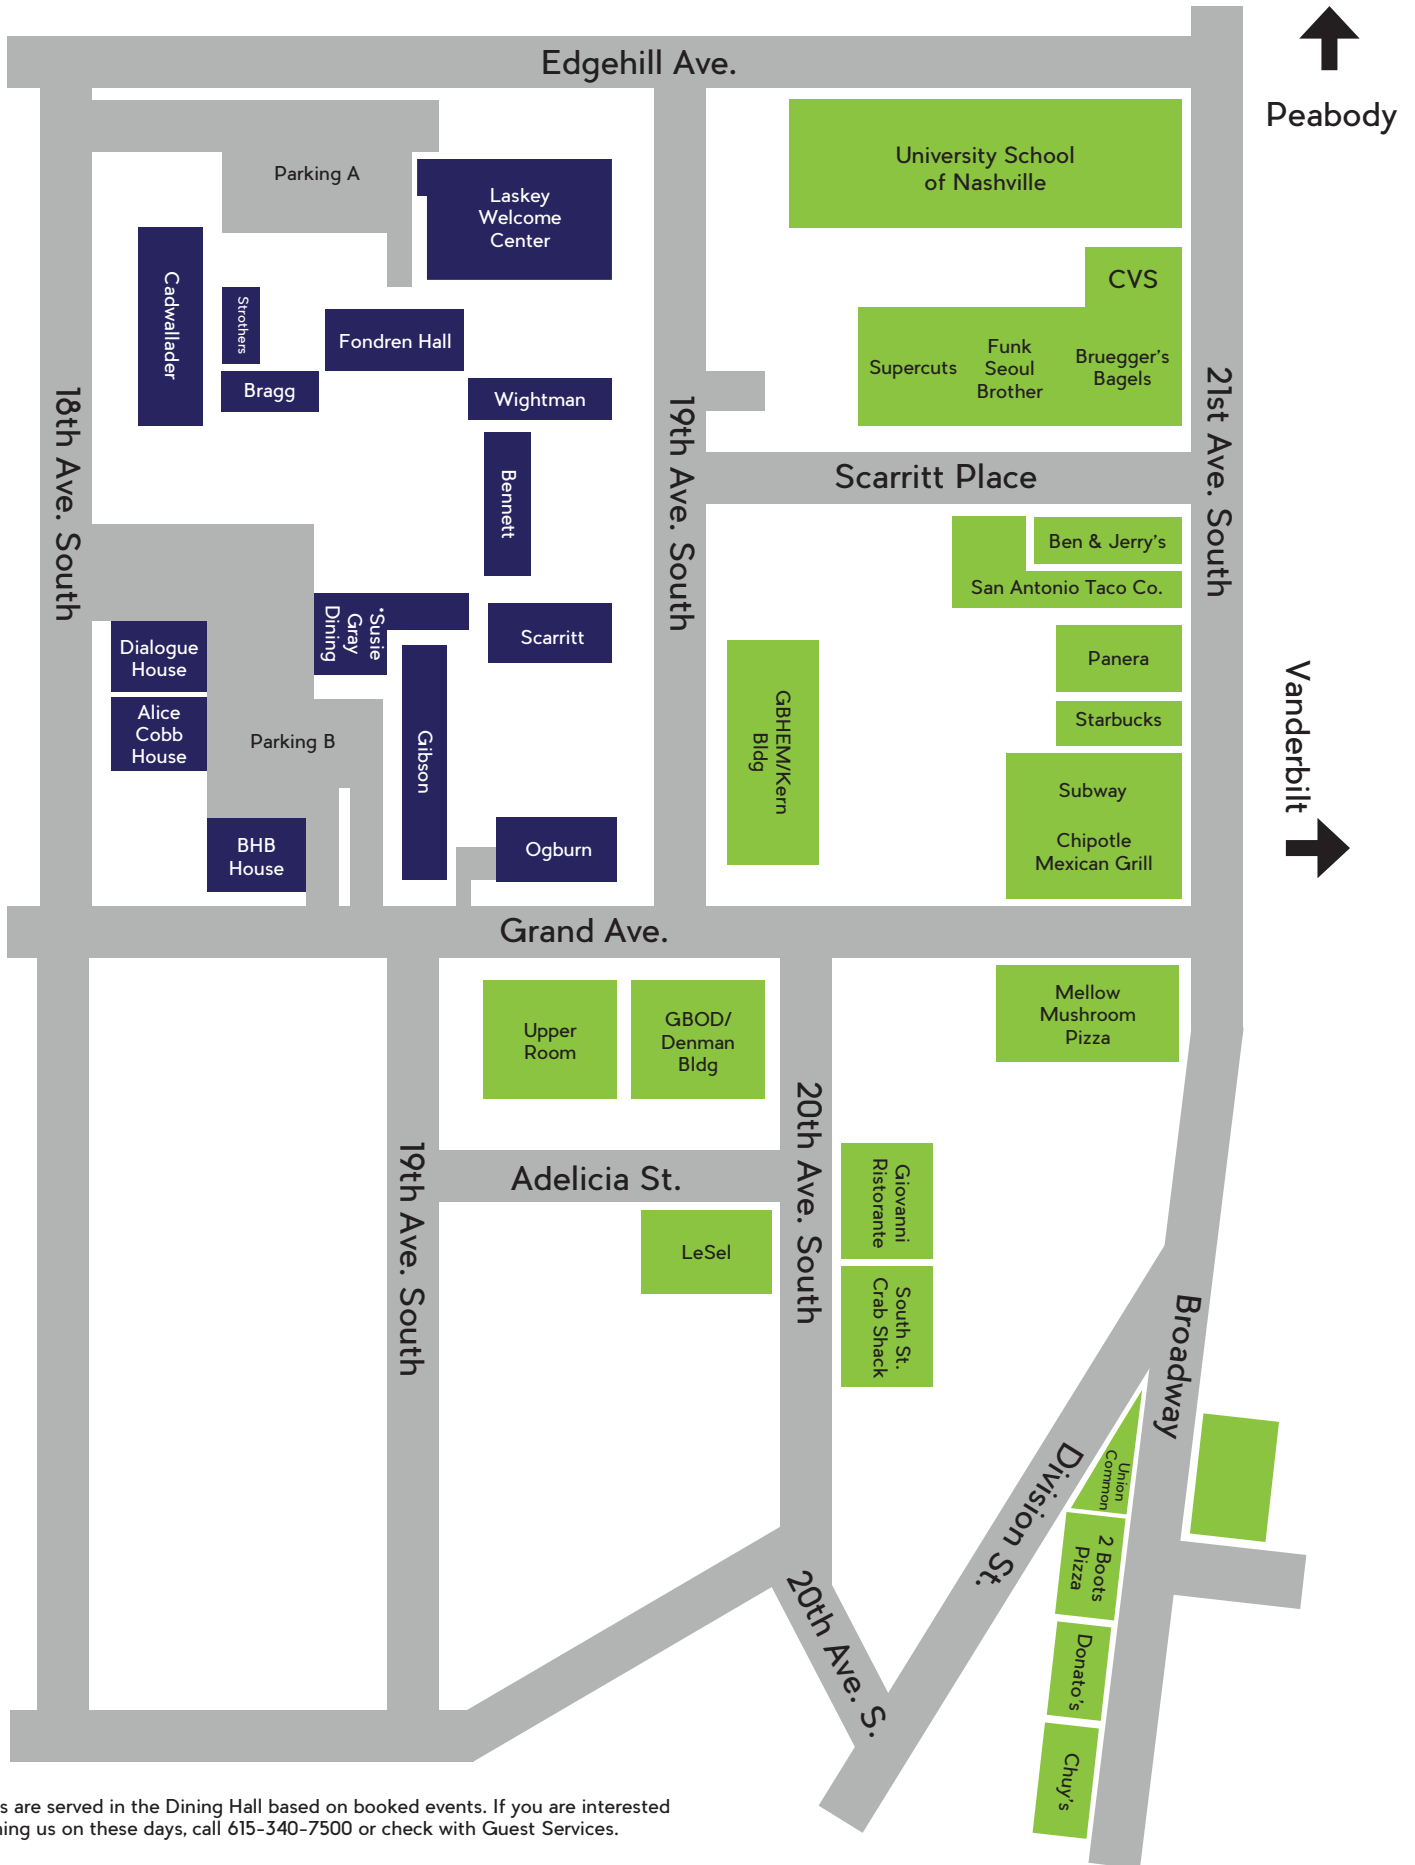 Edgehill Ave.
Peabody
Parking A
Laskey
Welcome
Center
University School
of Nashville
CVS
Cadwallader
Strothers
Fondren Hall
Bragg
Wightman
Supercuts
Funk
Seoul
Brother
Bruegger's
Bagels
18th Ave. South
19th Ave. South
21st Ave. South
Scarritt Place
Bennett
Ben & Jerry's
San Antonio Taco Co.
*Susie
Gray
Dining
Scarritt
Dialogue
House
Panera
Alice
Cobb
House
Parking B
Gibson
GBHEM/Kern
Bldg
Starbucks
Vanderbilt
Subway
Chipotle
Mexican Grill
BHB
House
Ogburn
Grand Ave.
Upper
Room
GBOD/
Denman
Bldg
Mellow
Mushroom
Pizza
20th Ave. South
19th Ave. South
Adelicia St.
Giovanni
Ristorante
LeSel
South St.
Crab Shack
Broadway
Division St.
Union
Common
2 Boots
Pizza
20th Ave. S.
Donato's
Chuy's
s are served in the Dining Hall based on booked events. If you are interested
ing us on these days, call 615-340-7500 or check with Guest Services.